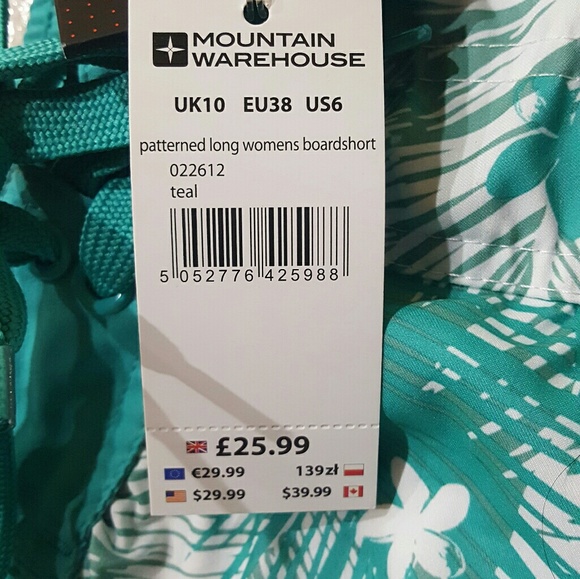 MOUNTAIN
WAREHOUSE
UK10 EU38 US6
patterned long womens boardshort
022612
teal
5 052776 425988
£25.99
€29.99 139zł
$29.99 $39.99